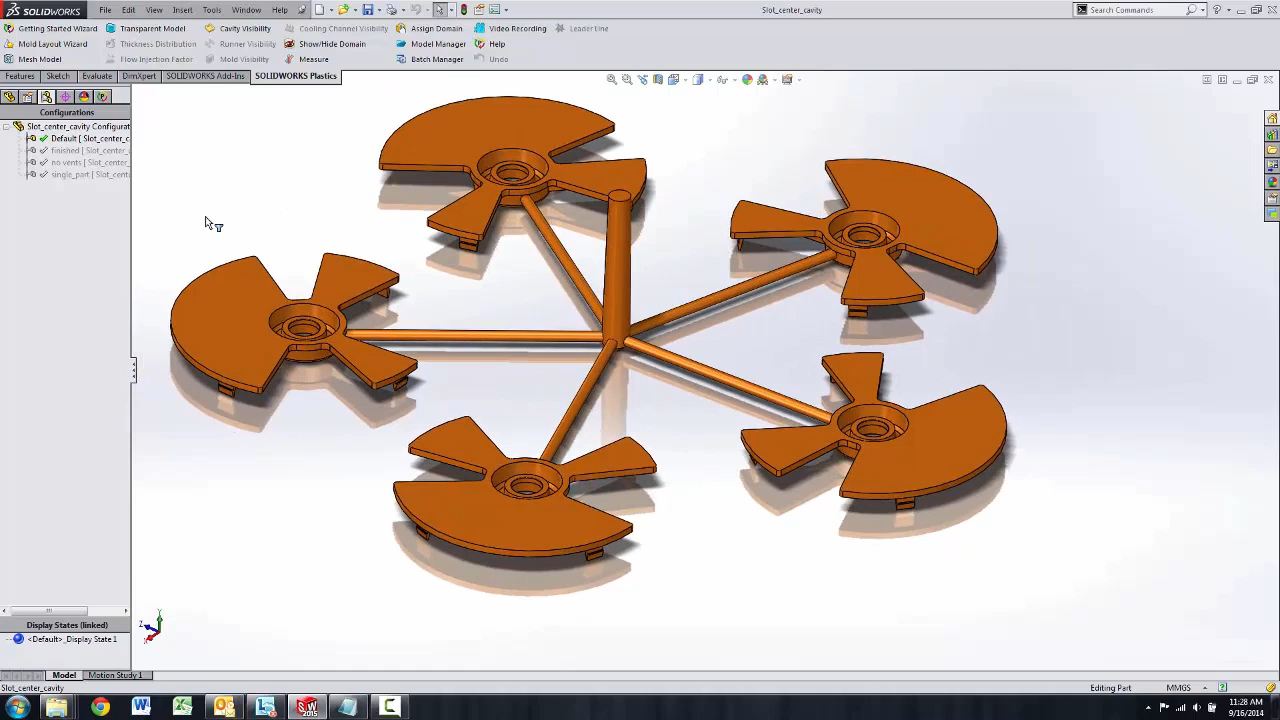 SOLIDWORKS File Edit View Insert Tools Window Help Slot_center_cavity Search Commands
Getting Started Wizard Transparent Model Cavity Visibility Cooling Channel Visibility Assign Domain Video Recording Leader Line
Mold Layout Wizard Thickness Distribution Runner Visibility Show/Hide Domain Model Manager Help
Mesh Model Flow Injection Factor Mold Visibility Measure Batch Manager Undo
Features Sketch Evaluate DimXpert SOLIDWORKS Add-Ins SOLIDWORKS Plastics
Configurations
Slot_center_cavity Configurat
Default [ Slot_center_c
finished [ Slot_center_
no vents [ Slot_center_
single_part [ Slot_cente
Y
Z
X
Display States (linked)
<Default>_Display State 1
Model Motion Study 1
Slot_center_cavity Editing Part MMGS
SW 2015
11:28 AM
9/16/2014